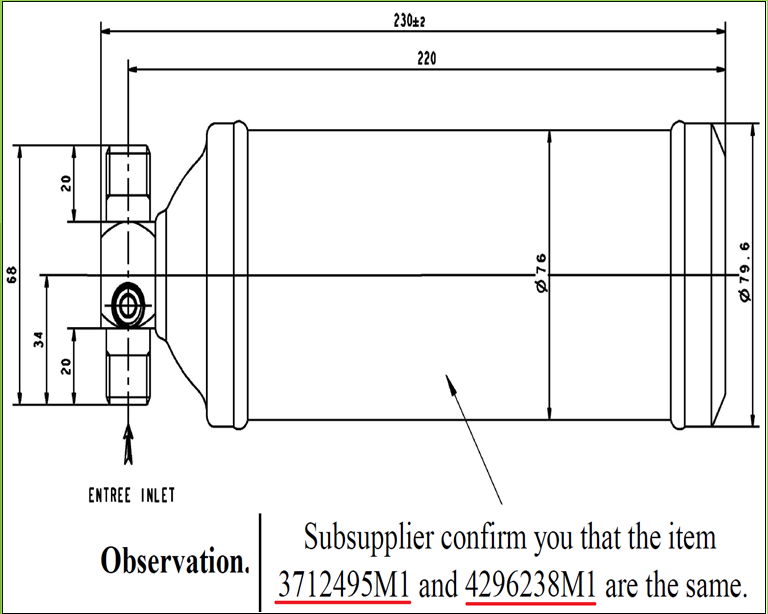 230±2
220
20
68
34
20
Ø76
Ø79.6
ENTREE INLET
Observation.
Subsupplier confirm you that the item
3712495M1 and 4296238M1 are the same.